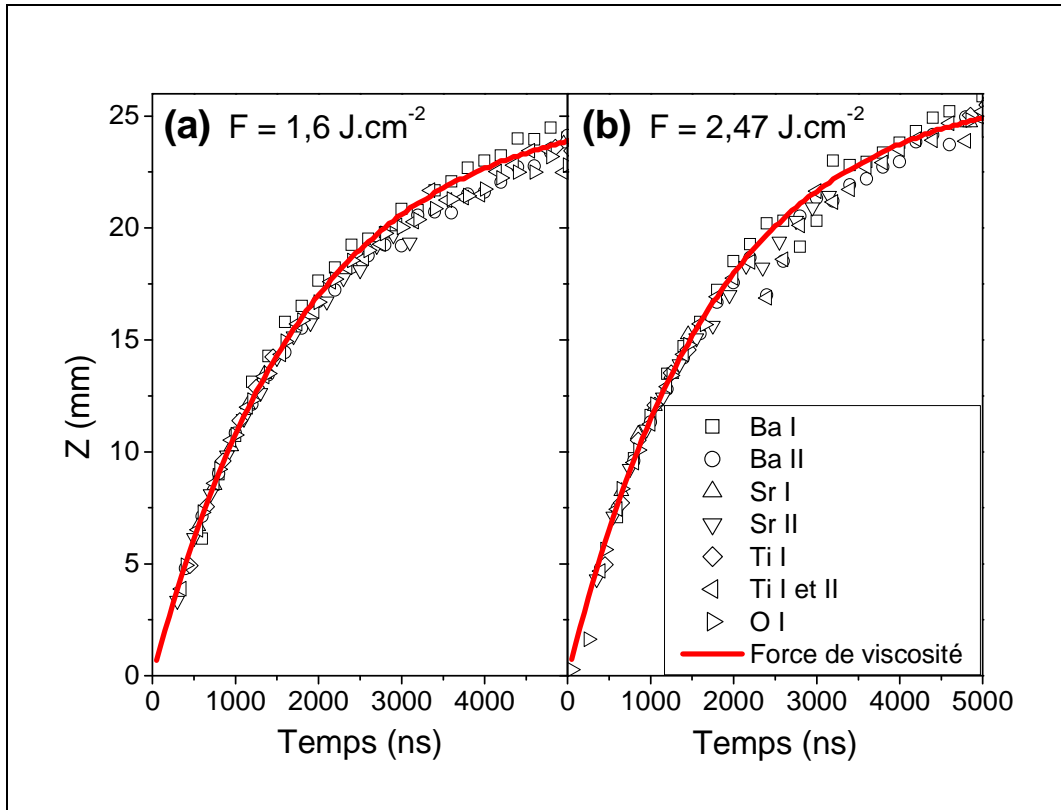 (a) F = 1,6 J.cm-2
(b) F = 2,47 J.cm-2
Z (mm)
25
20
15
10
5
0
0 1000 2000 3000 4000
0 1000 2000 3000 4000 5000
Temps (ns)
Temps (ns)
Ba I
Ba II
Sr I
Sr II
Ti I
Ti I et II
O I
Force de viscosité